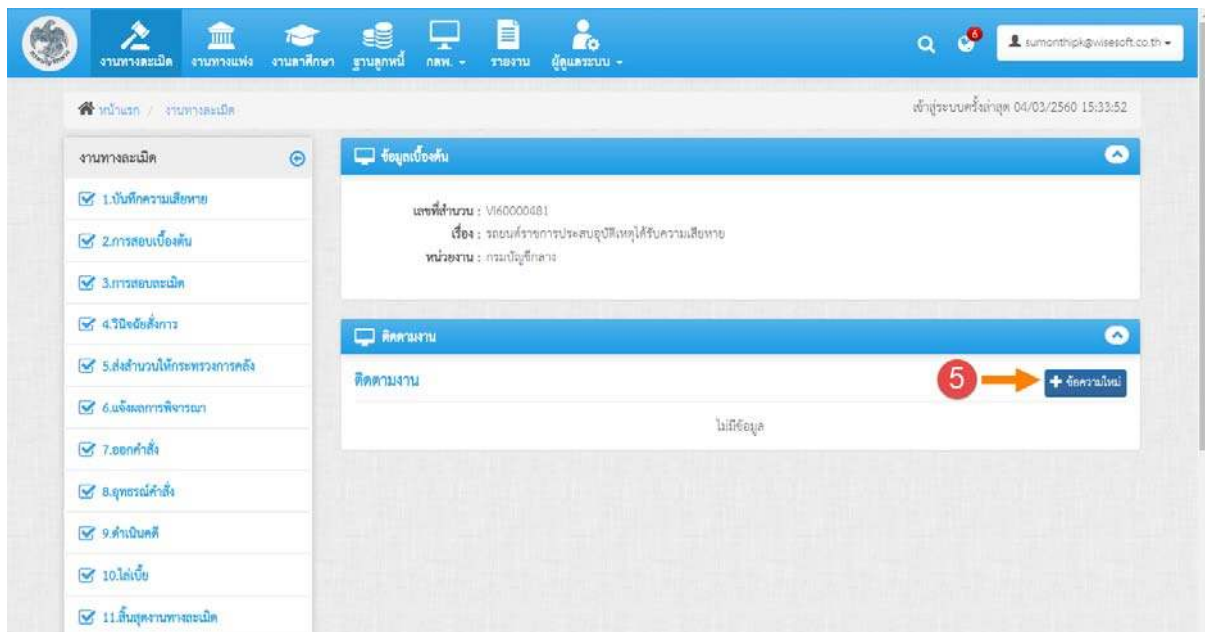 งานทางละเมิด งานทางแพ่ง งานล่าศึกษา ฐานลูกหนี้ กลพ. รายงาน ผู้ดูแลระบบ 6 sumonthipk@wisesoft.co.th
หน้าแรก / งานทางละเมิด เข้าสู่ระบบครั้งล่าสุด 04/03/2560 15:33:52
งานทางละเมิด
1.บันทึกความเสียหาย
2.การสอบเบื้องต้น
3.การสอบละเมิด
4.วินิจฉัยสั่งการ
5.ส่งสำนวนให้กระทรวงการคลัง
6.แจ้งผลการพิจารณา
7.ออกคำสั่ง
8.อุทธรณ์คำสั่ง
9.ดำเนินคดี
10.ไล่เบี้ย
11.สิ้นสุดงานทางละเมิด
ข้อมูลเบื้องต้น
เลขที่สำนวน : VI60000481
เรื่อง : รถยนต์ราชการประสบอุบัติเหตุได้รับความเสียหาย
หน่วยงาน : กรมบัญชีกลาง
ติดตามงาน
ติดตามงาน 5 + ข้อความใหม่
ไม่มีข้อมูล